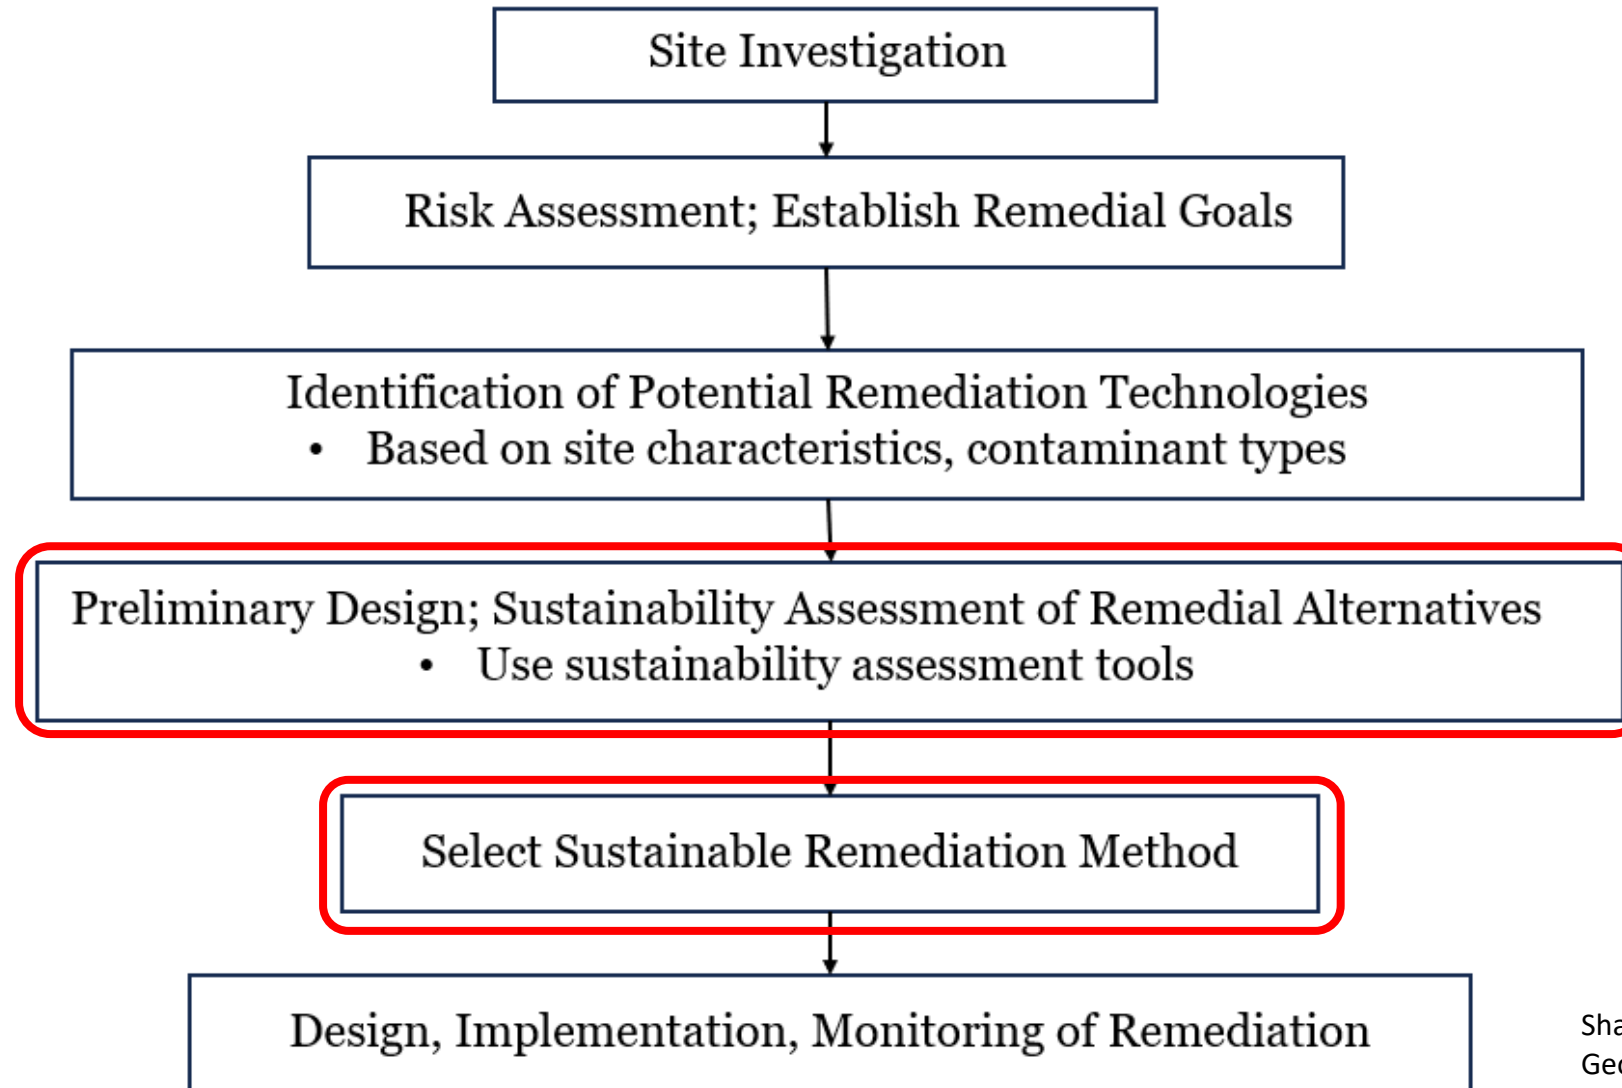 Site Investigation
Risk Assessment; Establish Remedial Goals
Identification of Potential Remediation Technologies
• Based on site characteristics, contaminant types
Preliminary Design; Sustainability Assessment of Remedial Alternatives
• Use sustainability assessment tools
Select Sustainable Remediation Method
Design, Implementation, Monitoring of Remediation